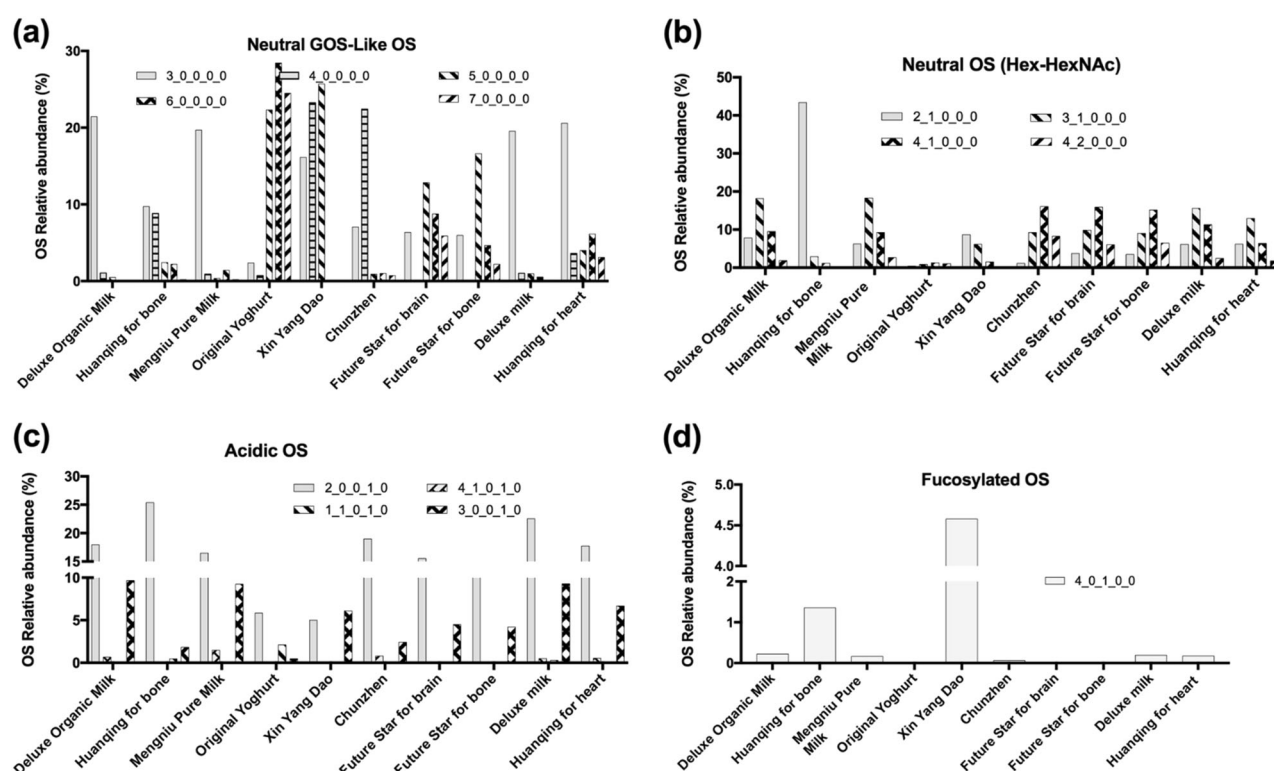 (a)
Neutral GOS-Like OS
OS Relative abundance (%)
30
20
10
0
3_0_0_0_0
4_0_0_0_0
5_0_0_0_0
6_0_0_0_0
7_0_0_0_0
Deluxe Organic Milk
Huanqing for bone
Mengniu Pure Milk
Original Yoghurt
Xin Yang Dao
Chunzhen
Future Star for brain
Future Star for bone
Deluxe milk
Huanqing for heart
(b)
Neutral OS (Hex-HexNAc)
OS Relative abundance (%)
50
40
30
20
10
0
2_1_0_0_0
3_1_0_0_0
4_1_0_0_0
4_2_0_0_0
Deluxe Organic Milk
Huanqing for bone
Mengniu Pure
Milk
Original Yoghurt
Xin Yang Dao
Chunzhen
Future Star for brain
Future Star for bone
Deluxe milk
Huanqing for heart
(c)
Acidic OS
OS Relative abundance (%)
30
25
20
15
10
5
0
2_0_0_1_0
4_1_0_1_0
1_1_0_1_0
3_0_0_1_0
Deluxe Organic Milk
Huanqing for bone
Mengniu Pure Milk
Original Yoghurt
Xin Yang Dao
Chunzhen
Future Star for brain
Future Star for bone
Deluxe milk
Huanqing for heart
(d)
Fucosylated OS
OS Relative abundance (%)
5.0
4.5
4.0
2
1
0
4_0_1_0_0
Deluxe Organic Milk
Huanqing for bone
Mengniu Pure
Milk
Original Yoghurt
Xin Yang Dao
Chunzhen
Future Star for brain
Future Star for bone
Deluxe milk
Huanqing for heart